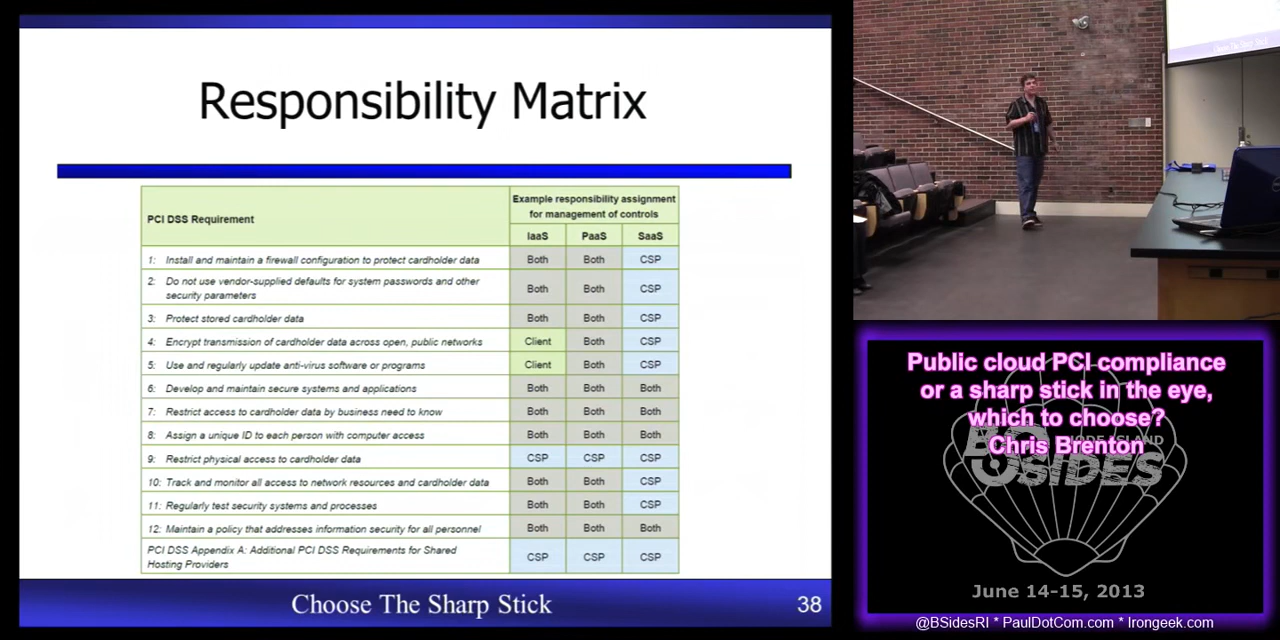 Responsibility Matrix
PCI DSS Requirement
Example responsibility assignment
for management of controls
IaaS PaaS SaaS
1: Install and maintain a firewall configuration to protect cardholder data Both Both CSP
2: Do not use vendor-supplied defaults for system passwords and other
security parameters Both Both CSP
3: Protect stored cardholder data Both Both CSP
4: Encrypt transmission of cardholder data across open, public networks Client Both CSP
5: Use and regularly update anti-virus software or programs Client Both CSP
6: Develop and maintain secure systems and applications Both Both Both
7: Restrict access to cardholder data by business need to know Both Both Both
8: Assign a unique ID to each person with computer access Both Both Both
9: Restrict physical access to cardholder data CSP CSP CSP
10: Track and monitor all access to network resources and cardholder data Both Both CSP
11: Regularly test security systems and processes Both Both CSP
12: Maintain a policy that addresses information security for all personnel Both Both Both
PCI DSS Appendix A: Additional PCI DSS Requirements for Shared
Hosting Providers CSP CSP CSP
Choose The Sharp Stick 38
Public cloud PCI compliance
or a sharp stick in the eye,
which to choose?
Chris Brenton
BSIDES
June 14-15, 2013
@BSidesRI * PaulDotCom.com * Irongeek.com